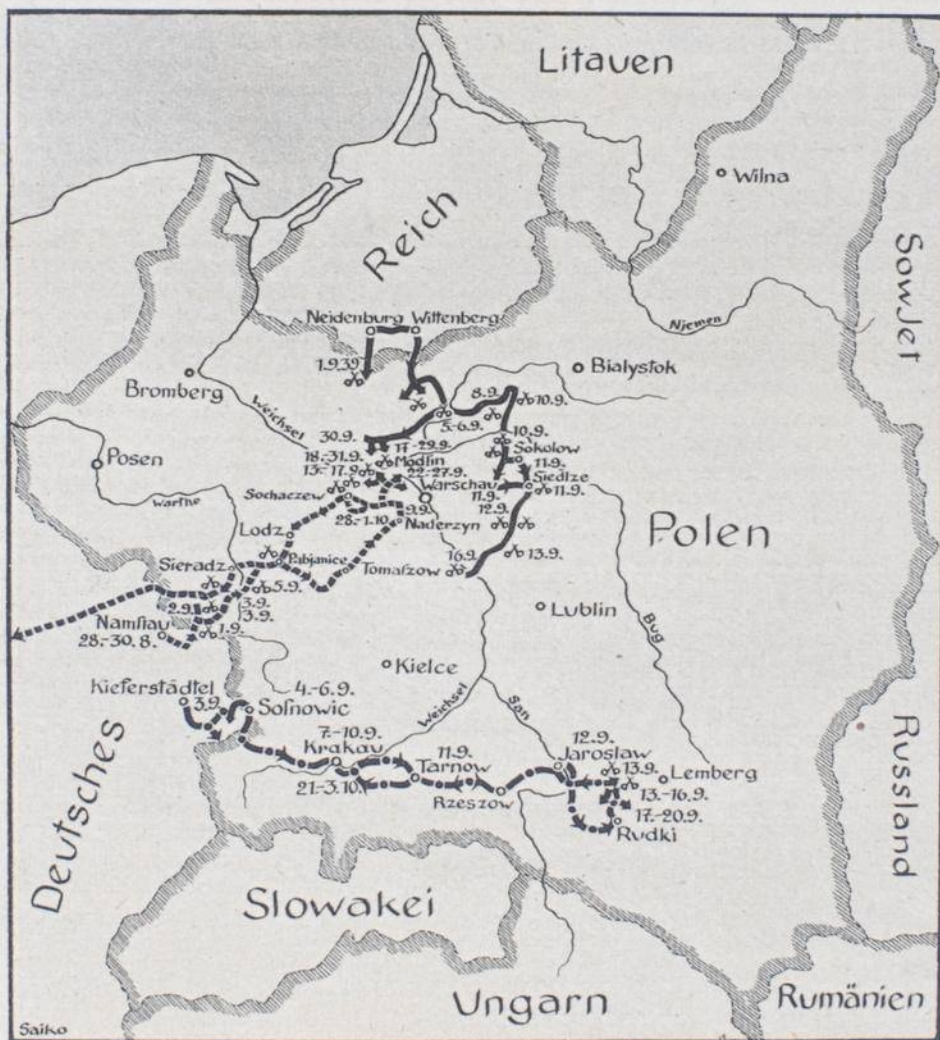 Litauen
Wilna
Sowjet
Reich
Neidenburg Wittenberg
Njemen
1.9.39
Bialystok
Bromberg
Weichsel
8.9.
10.9.
5.-6.9.
30.9.
10.9.
-29.9.
Posen
18.-31.9.
Modlin
Sokolow
11.9.
13.-17.9.
22.-27.9.
Warschau
Siedlze
11.9.
11.9.
Warthe
Sochaczew
9.9.
12.9.
28.-1.10.
Naderzyn
Polen
Lodz
Pabjanice
16.9.
13.9.
Sieradz
Tomaszow
5.9.
2.9.
3.9.
3.9.
Lublin
Bug
Namslau
1.9.
28.-30.8.
Kielce
Kieferstädtel
4.-6.9.
3.9.
Sosnowic
Weichsel
San
7.-10.9.
Krakau
11.9.
12.9.
Jaroslaw
13.9.
Lemberg
Tarnow
21.-3.10.
Rzeszow
13.-16.9.
17.-20.9.
Rudki
Deutsches
Russland
Slowakei
Ungarn
Rumänien
Saiko